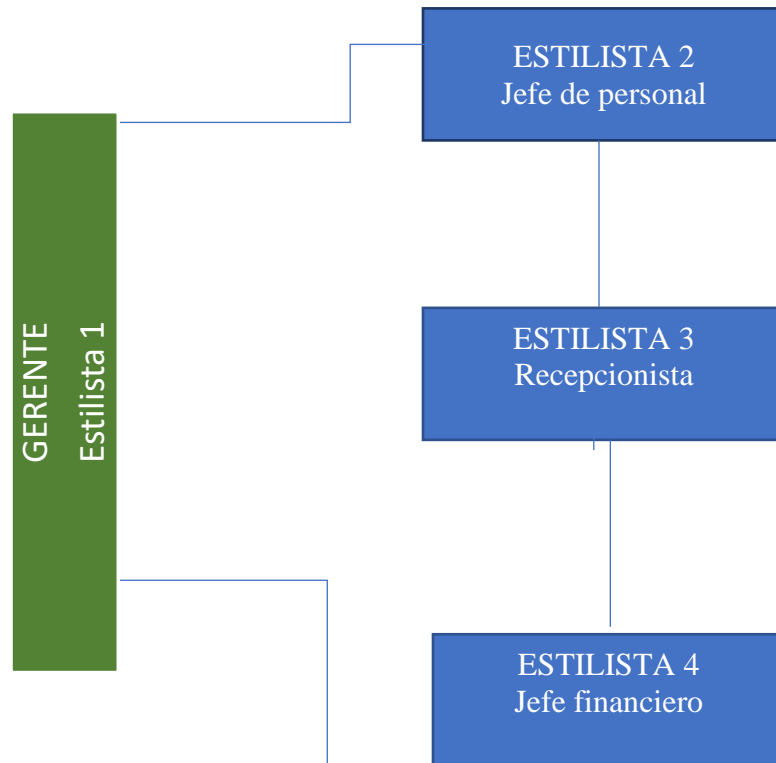 GERENTE
Estilista 1
ESTILISTA 2
Jefe de personal
ESTILISTA 3
Recepcionista
ESTILISTA 4
Jefe financiero